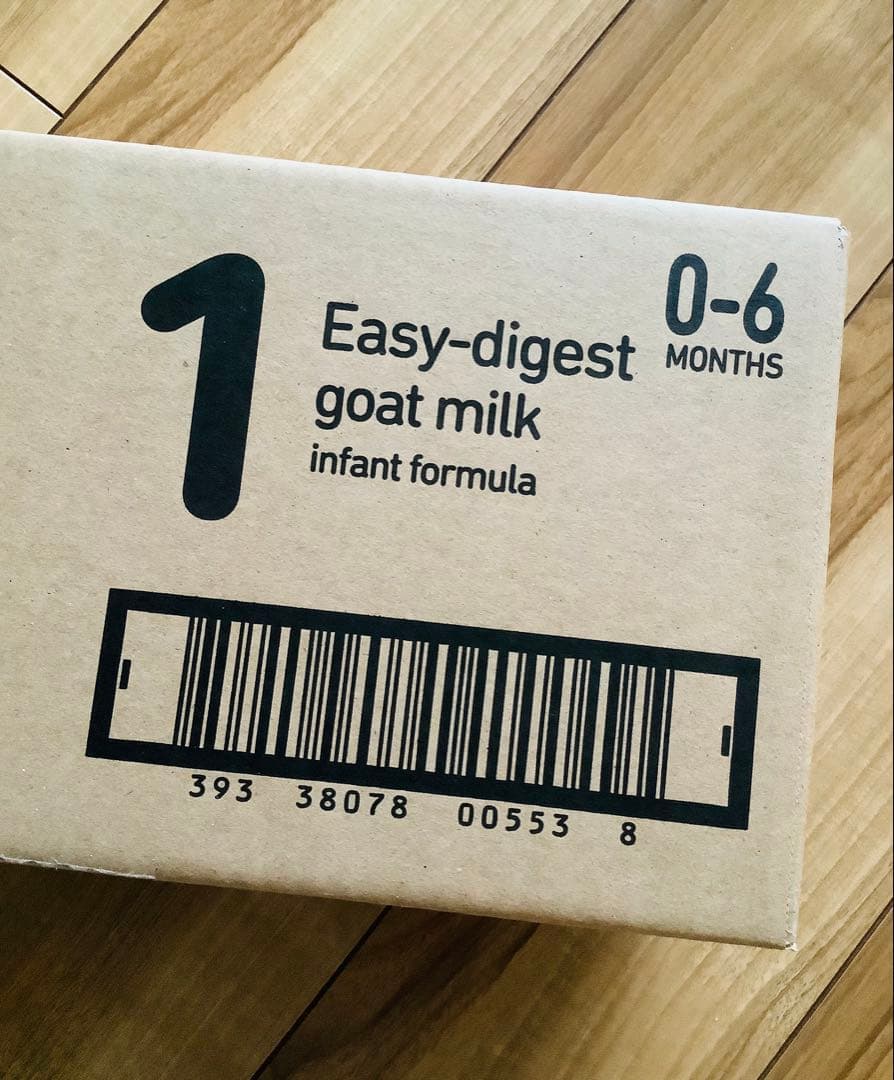 1
Easy-digest
goat milk
infant formula
0-6
MONTHS
393 38078 00553 8